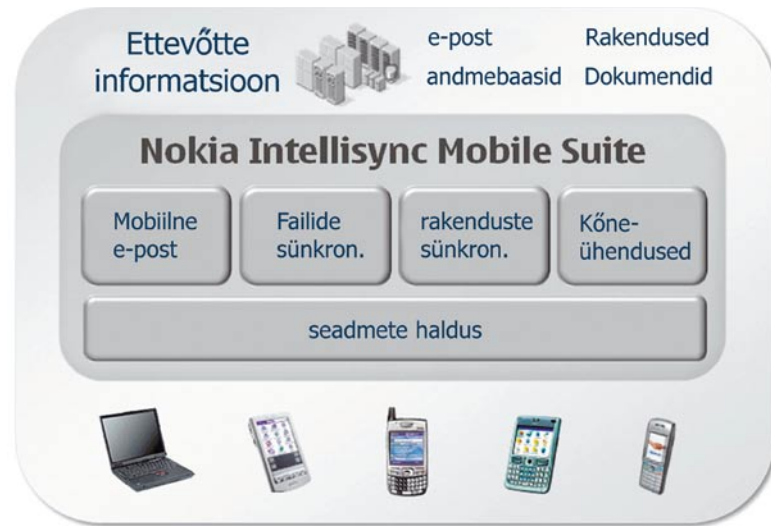 Ettevõtte
informatsioon
e-post
Rakendused
andmebaasid
Dokumendid
Nokia Intellisync Mobile Suite
Mobiilne
e-post
Failide
sünkron.
rakenduste
sünkron.
Kőne-
ühendused
seadmete haldus